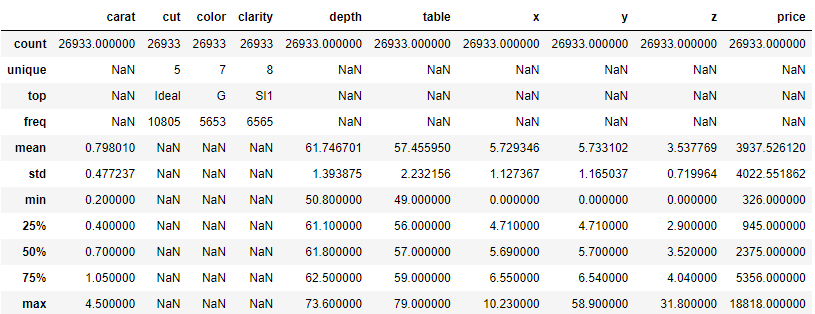 carat cut color clarity depth table x y z price
count 26933.000000 26933 26933 26933 26933.000000 26933.000000 26933.000000 26933.000000 26933.000000 26933.000000
unique NaN 5 7 8 NaN NaN NaN NaN NaN NaN
top NaN Ideal G SI1 NaN NaN NaN NaN NaN NaN
freq NaN 10805 5653 6565 NaN NaN NaN NaN NaN NaN
mean 0.798010 NaN NaN NaN 61.746701 57.455950 5.729346 5.733102 3.537769 3937.526120
std 0.477237 NaN NaN NaN 1.393875 2.232156 1.127367 1.165037 0.719964 4022.551862
min 0.200000 NaN NaN NaN 50.800000 49.000000 0.000000 0.000000 0.000000 326.000000
25% 0.400000 NaN NaN NaN 61.100000 56.000000 4.710000 4.710000 2.900000 945.000000
50% 0.700000 NaN NaN NaN 61.800000 57.000000 5.690000 5.700000 3.520000 2375.000000
75% 1.050000 NaN NaN NaN 62.500000 59.000000 6.550000 6.540000 4.040000 5356.000000
max 4.500000 NaN NaN NaN 73.600000 79.000000 10.230000 58.900000 31.800000 18818.000000